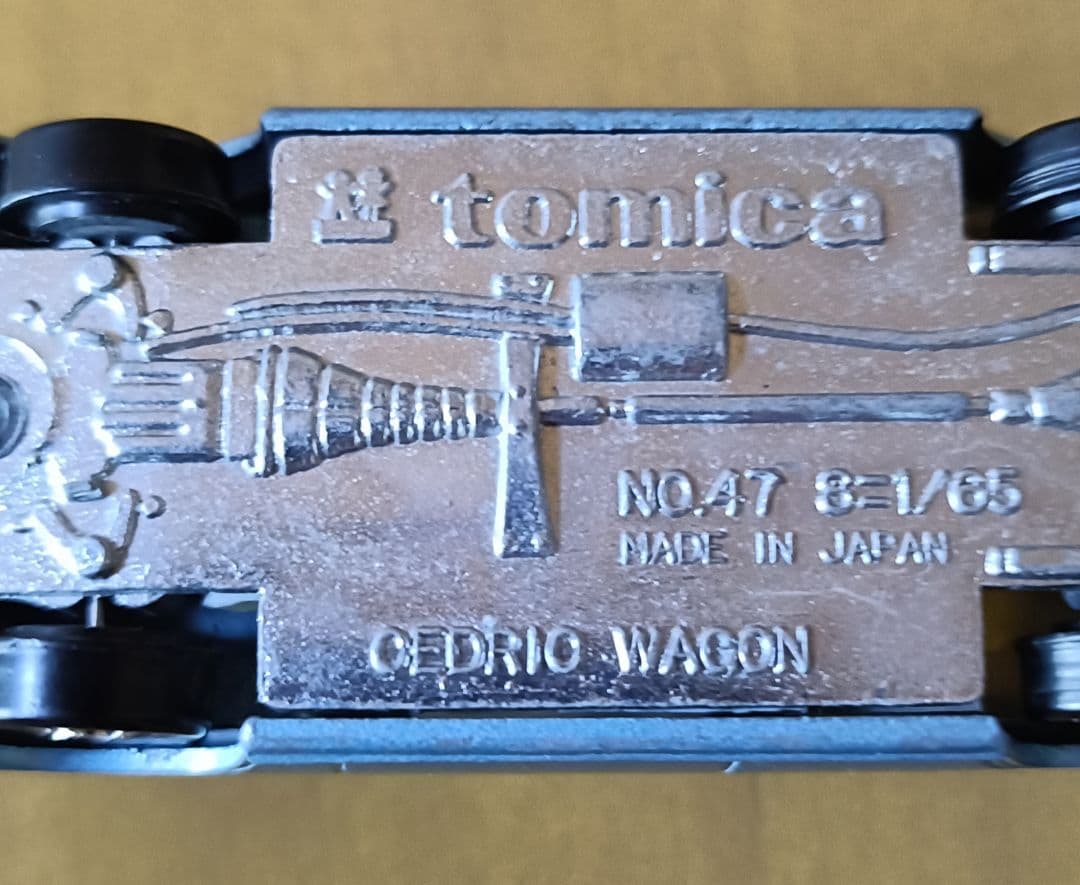 tomica
NO.47 S=1/65
MADE IN JAPAN
CEDRIC WAGON